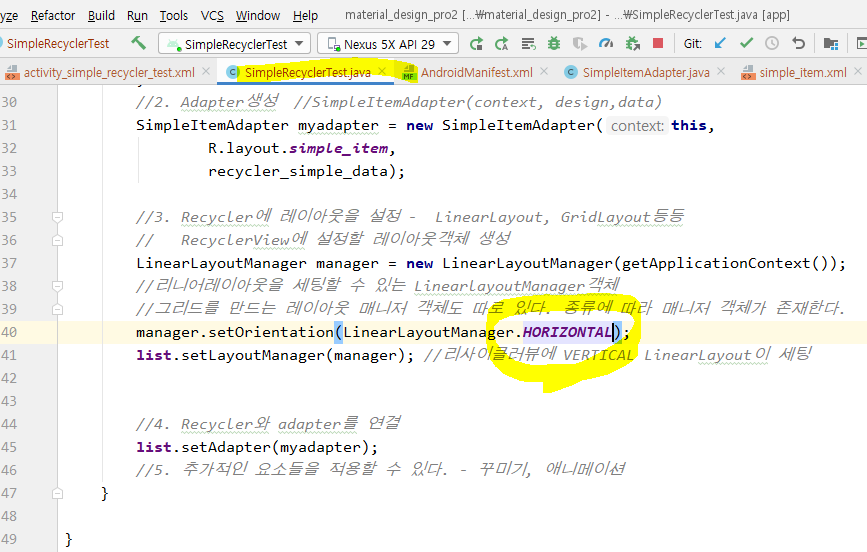 yze Refactor Build Run Tools VCS Window Help material_design_pro2 [...₩material_design_pro2] - ...₩SimpleRecyclerTest.java [app]
SimpleRecyclerTest SimpleRecyclerTest Nexus 5X API 29 Git:
activity_simple_recycler_test.xml SimpleRecyclerTest.java AndroidManifest.xml SimpleItemAdapter.java simple_item.xml
30 //2. Adapter생성 //SimpleItemAdapter(context, design,data)
31 SimpleItemAdapter myadapter = new SimpleItemAdapter( context: this,
32 R.layout.simple_item,
33 recycler_simple_data);
34
35 //3. Recycler에 레이아웃을 설정 - LinearLayout, GridLayout등등
36 // RecyclerView에 설정할 레이아웃객체 생성
37 LinearLayoutManager manager = new LinearLayoutManager(getApplicationContext());
38 //리니어레이아웃을 세팅할 수 있는 LinearlayoutManager객체
39 //그리드를 만드는 레이아웃 매니저 객체도 따로 있다. 종류에 따라 매니저 객체가 존재한다.
40 manager.setOrientation(LinearLayoutManager.HORIZONTAL);
41 list.setLayoutManager(manager); //리사이클러뷰에 VERTICAL LinearLayout이 세팅
42
43
44 //4. Recycler와 adapter를 연결
45 list.setAdapter(myadapter);
46 //5. 추가적인 요소들을 적용할 수 있다. - 꾸미기, 애니메이션
47 }
48
49 }